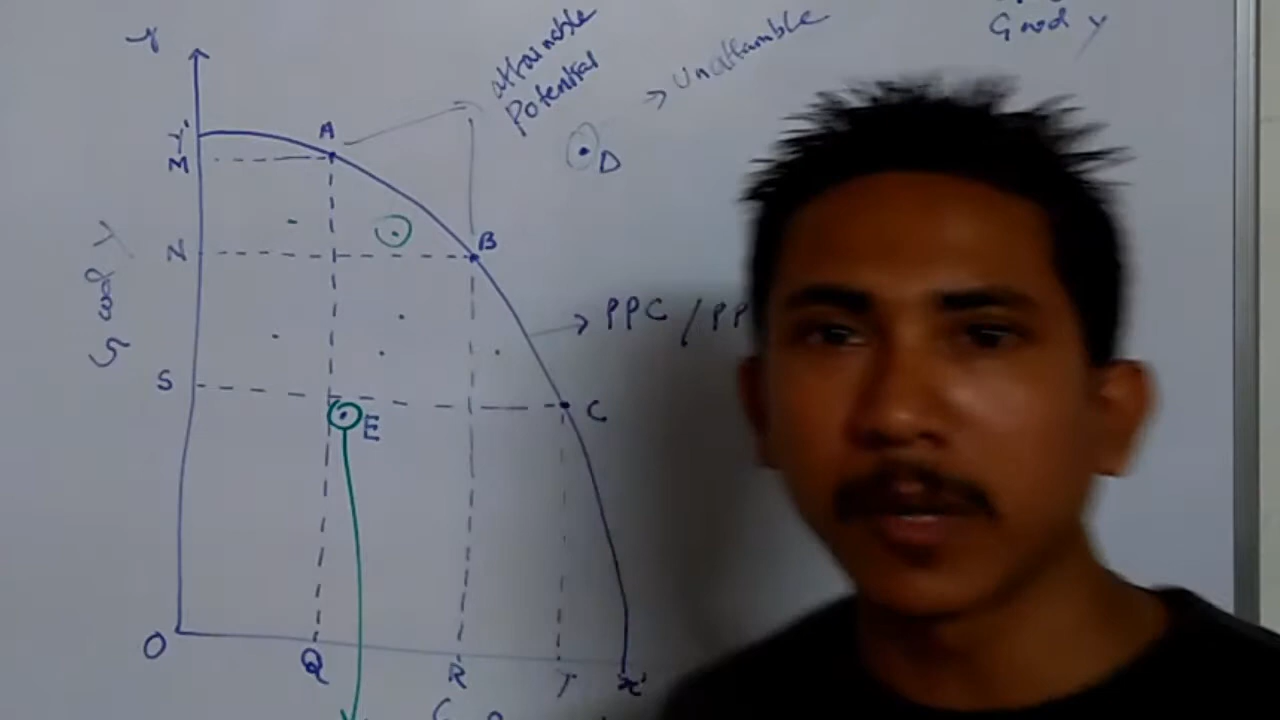 Good y
Y
attainable
Potential
→ Unattainable
Y'
A
M
D
Good Y
N
B
→ PPC / PP
S
C
E
O
Q
R
T
X'